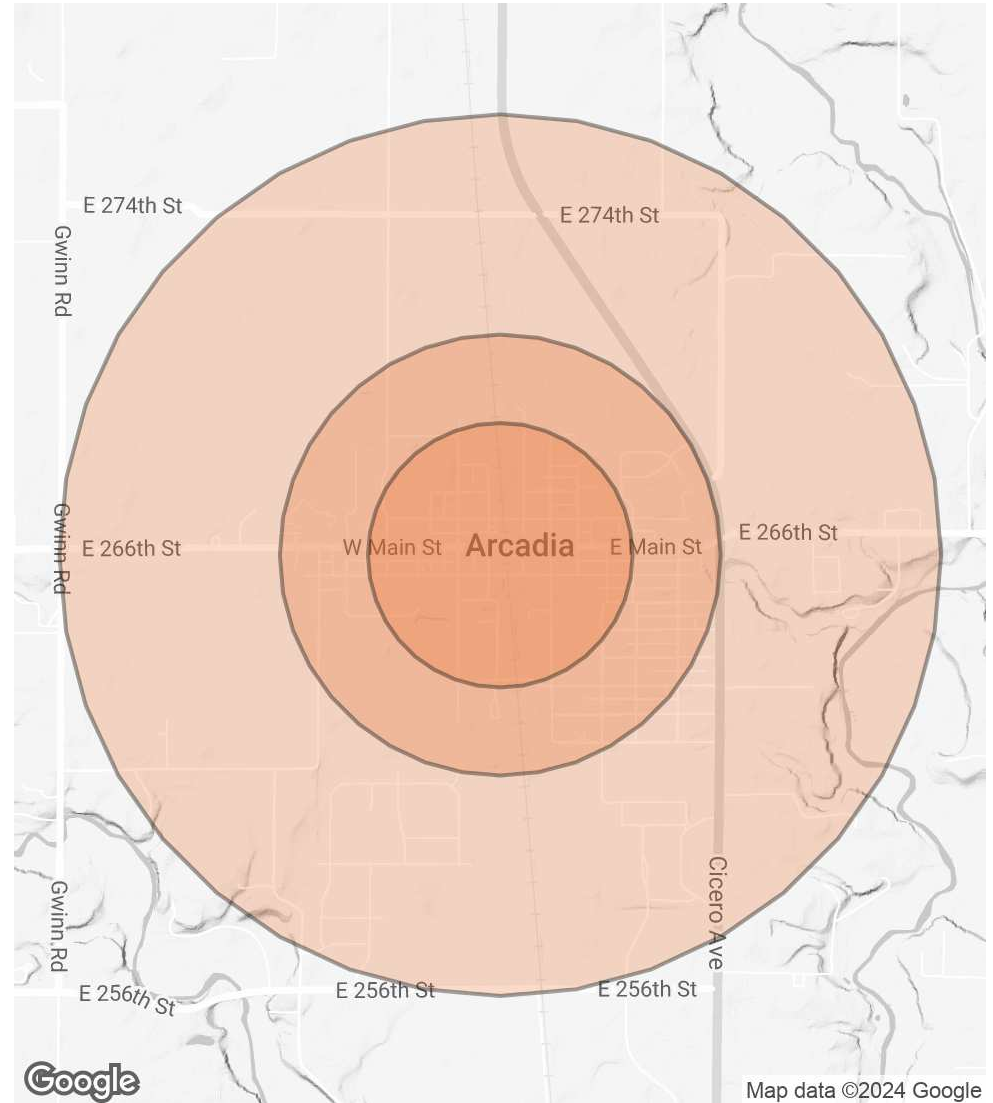 E 274th St
E 274th St
Gwinn Rd
Gwinn Rd
E 266th St
W Main St
Arcadia
E Main St
E 266th St
Cicero Ave
Gwinn Rd
E 256th St
E 256th St
E 256th St
Google
Map data ©2024 Google